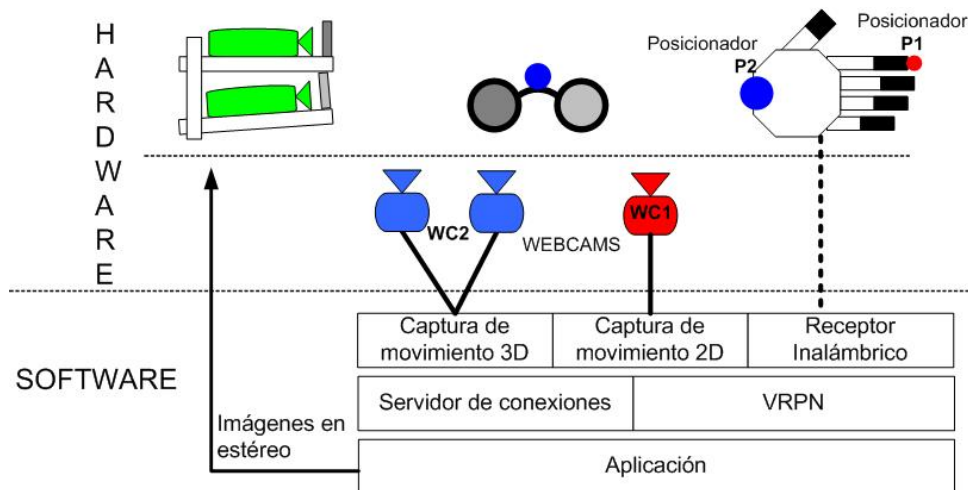 HARDWARE
Posicionador
P1
Posicionador
P2
WC2
WEBCAMS
WC1
SOFTWARE
Captura de
movimiento 3D
Captura de
movimiento 2D
Receptor
Inalámbrico
Servidor de conexiones
VRPN
Imágenes en
estéreo
Aplicación